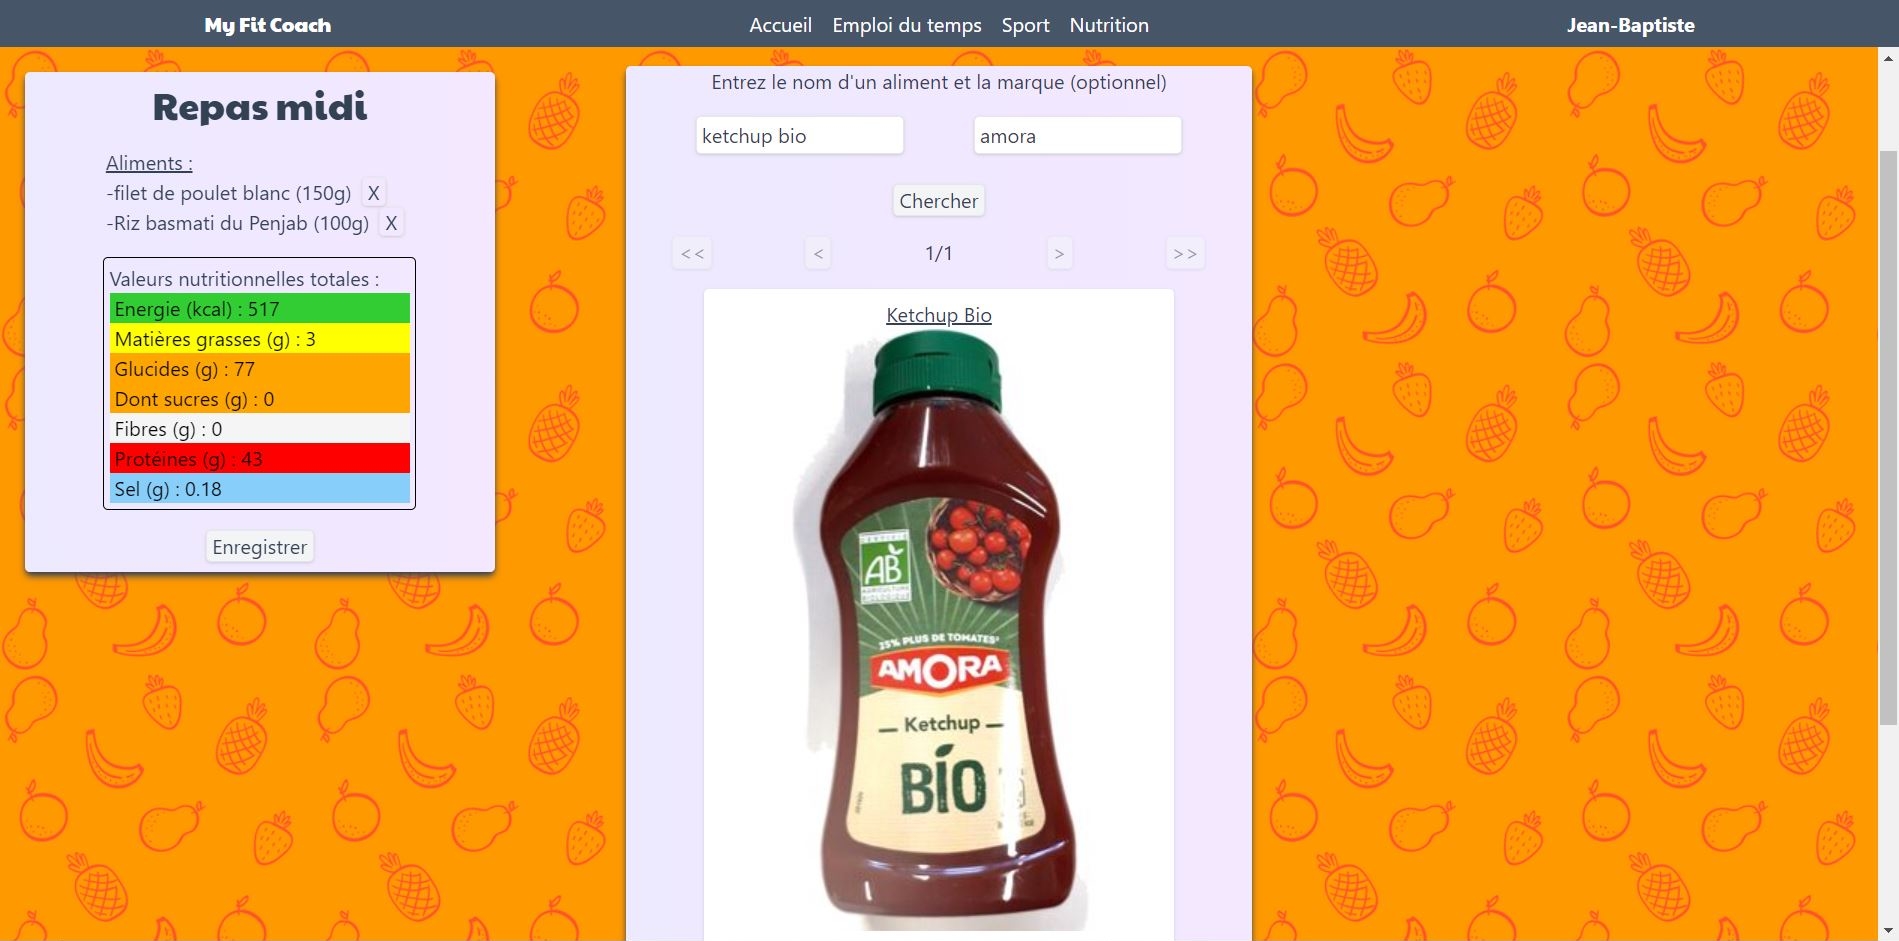 My Fit Coach
Accueil Emploi du temps Sport Nutrition
Jean-Baptiste
Repas midi
Aliments :
-filet de poulet blanc (150g) X
-Riz basmati du Penjab (100g) X
Valeurs nutritionnelles totales :
Energie (kcal) : 517
Matières grasses (g) : 3
Glucides (g) : 77
Dont sucres (g) : 0
Fibres (g) : 0
Protéines (g) : 43
Sel (g) : 0.18
Enregistrer
Entrez le nom d'un aliment et la marque (optionnel)
ketchup bio
amora
Chercher
<< < 1/1 > >>
Ketchup Bio
CERTIFIÉ
AB
AGRICULTURE
BIOLOGIQUE
25% PLUS DE TOMATES*
AMORA
Ketchup
BIO